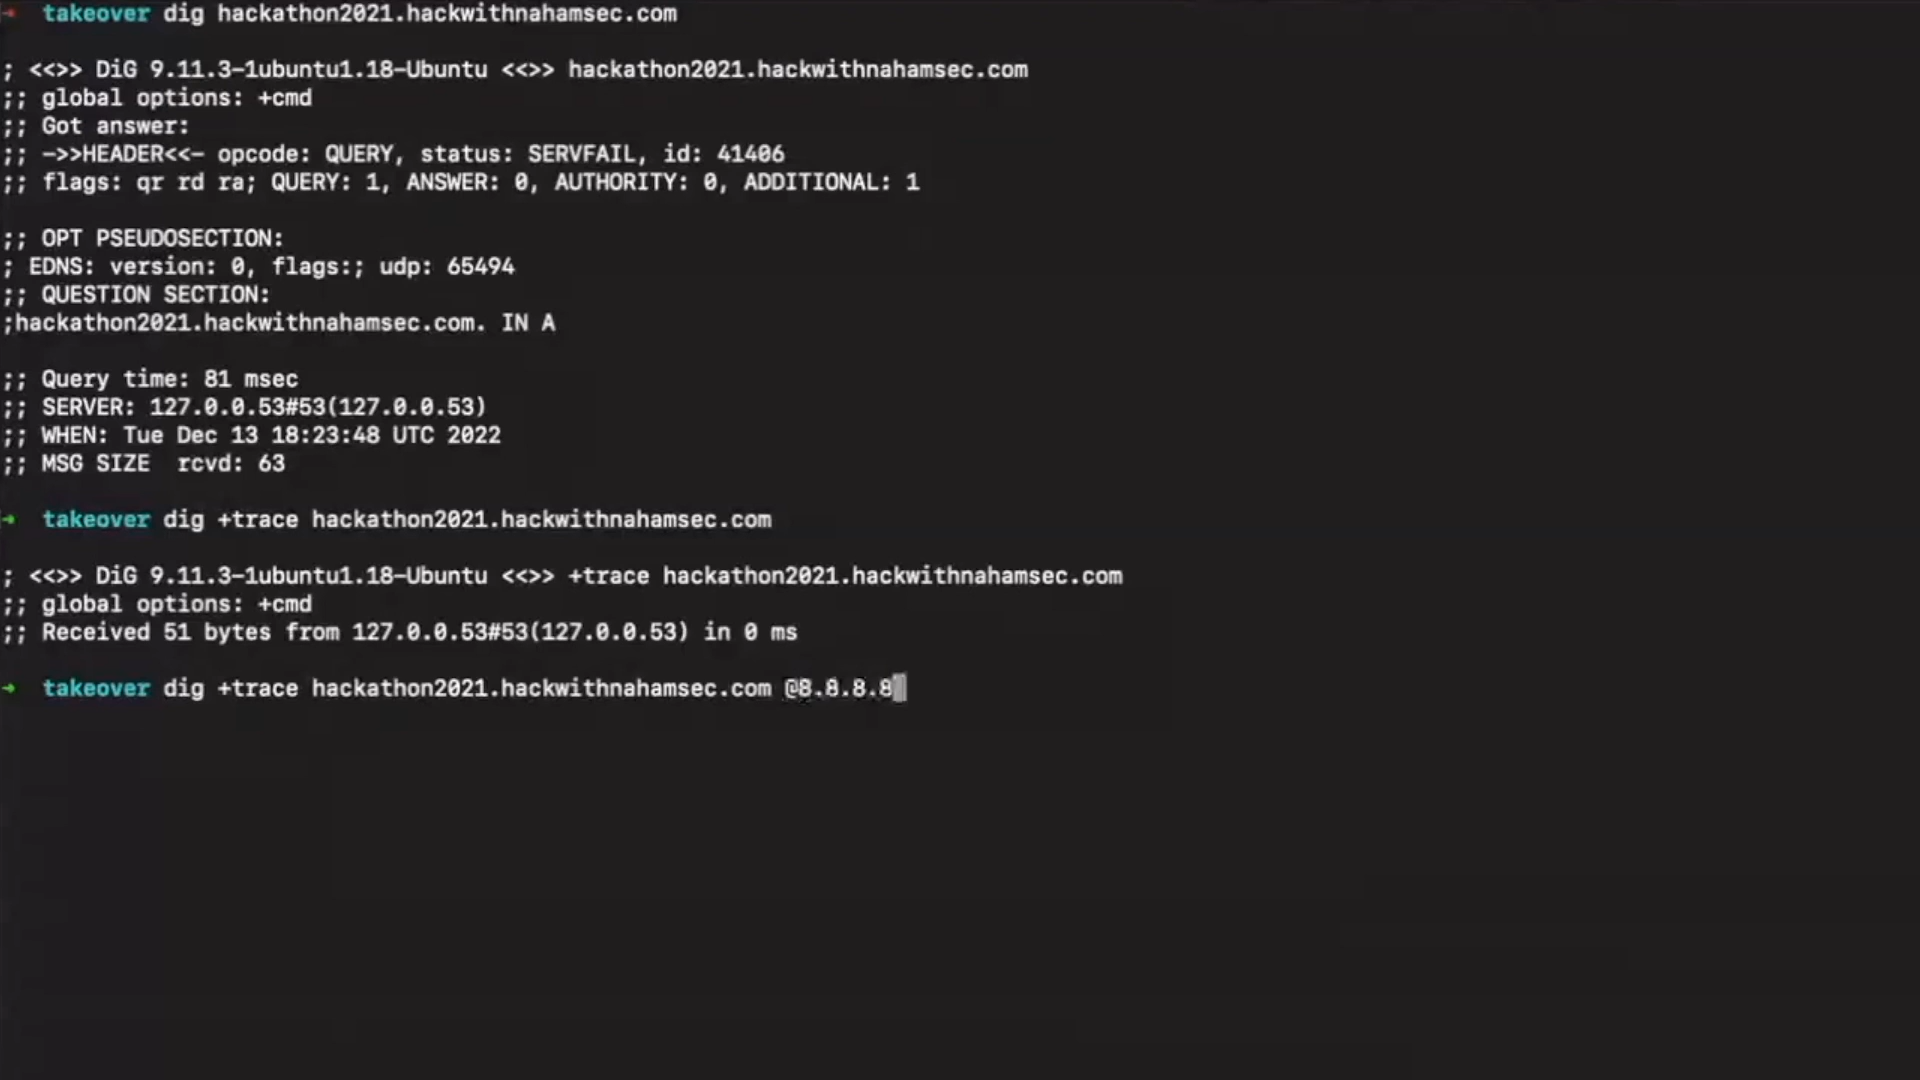 ➜ takeover dig hackathon2021.hackwithnahamsec.com
; <<>> DiG 9.11.3-1ubuntu1.18-Ubuntu <<>> hackathon2021.hackwithnahamsec.com
;; global options: +cmd
;; Got answer:
;; ->>HEADER<<- opcode: QUERY, status: SERVFAIL, id: 41406
;; flags: qr rd ra; QUERY: 1, ANSWER: 0, AUTHORITY: 0, ADDITIONAL: 1
;; OPT PSEUDOSECTION:
; EDNS: version: 0, flags:; udp: 65494
;; QUESTION SECTION:
;hackathon2021.hackwithnahamsec.com. IN A
;; Query time: 81 msec
;; SERVER: 127.0.0.53#53(127.0.0.53)
;; WHEN: Tue Dec 13 18:23:48 UTC 2022
;; MSG SIZE  rcvd: 63
➜ takeover dig +trace hackathon2021.hackwithnahamsec.com
; <<>> DiG 9.11.3-1ubuntu1.18-Ubuntu <<>> +trace hackathon2021.hackwithnahamsec.com
;; global options: +cmd
;; Received 51 bytes from 127.0.0.53#53(127.0.0.53) in 0 ms
➜ takeover dig +trace hackathon2021.hackwithnahamsec.com @8.8.8.8